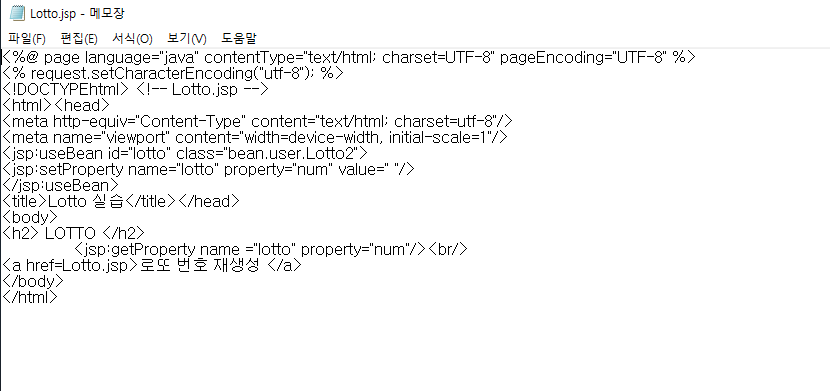 Lotto.jsp - 메모장
파일(F) 편집(E) 서식(O) 보기(V) 도움말
<%@ page language="java" contentType="text/html; charset=UTF-8" pageEncoding="UTF-8" %>
<% request.setCharacterEncoding("utf-8"); %>
<!DOCTYPEhtml> <!-- Lotto.jsp -->
<html><head>
<meta http-equiv="Content-Type" content="text/html; charset=utf-8"/>
<meta name="viewport" content="width=device-width, initial-scale=1"/>
<jsp:useBean id="lotto" class="bean.user.Lotto2">
<jsp:setProperty name="lotto" property="num" value=" "/>
</jsp:useBean>
<title>Lotto 실습</title></head>
<body>
<h2> LOTTO </h2>
<jsp:getProperty name ="lotto" property="num"/><br/>
<a href=Lotto.jsp>로또 번호 재생성 </a>
</body>
</html>